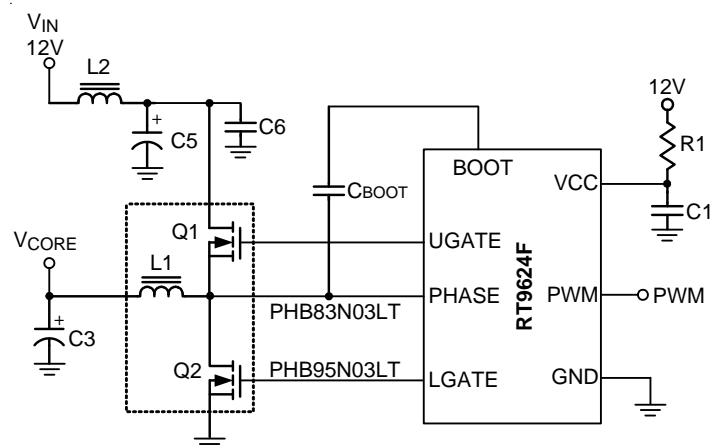 VIN
12V
L2
12V
R1
C5
C6
CBOOT
BOOT
VCC
C1
Q1
UGATE
VCORE
L1
RT9624F
PHASE
PWM
PWM
PHB83N03LT
C3
Q2
PHB95N03LT
LGATE
GND
+
+